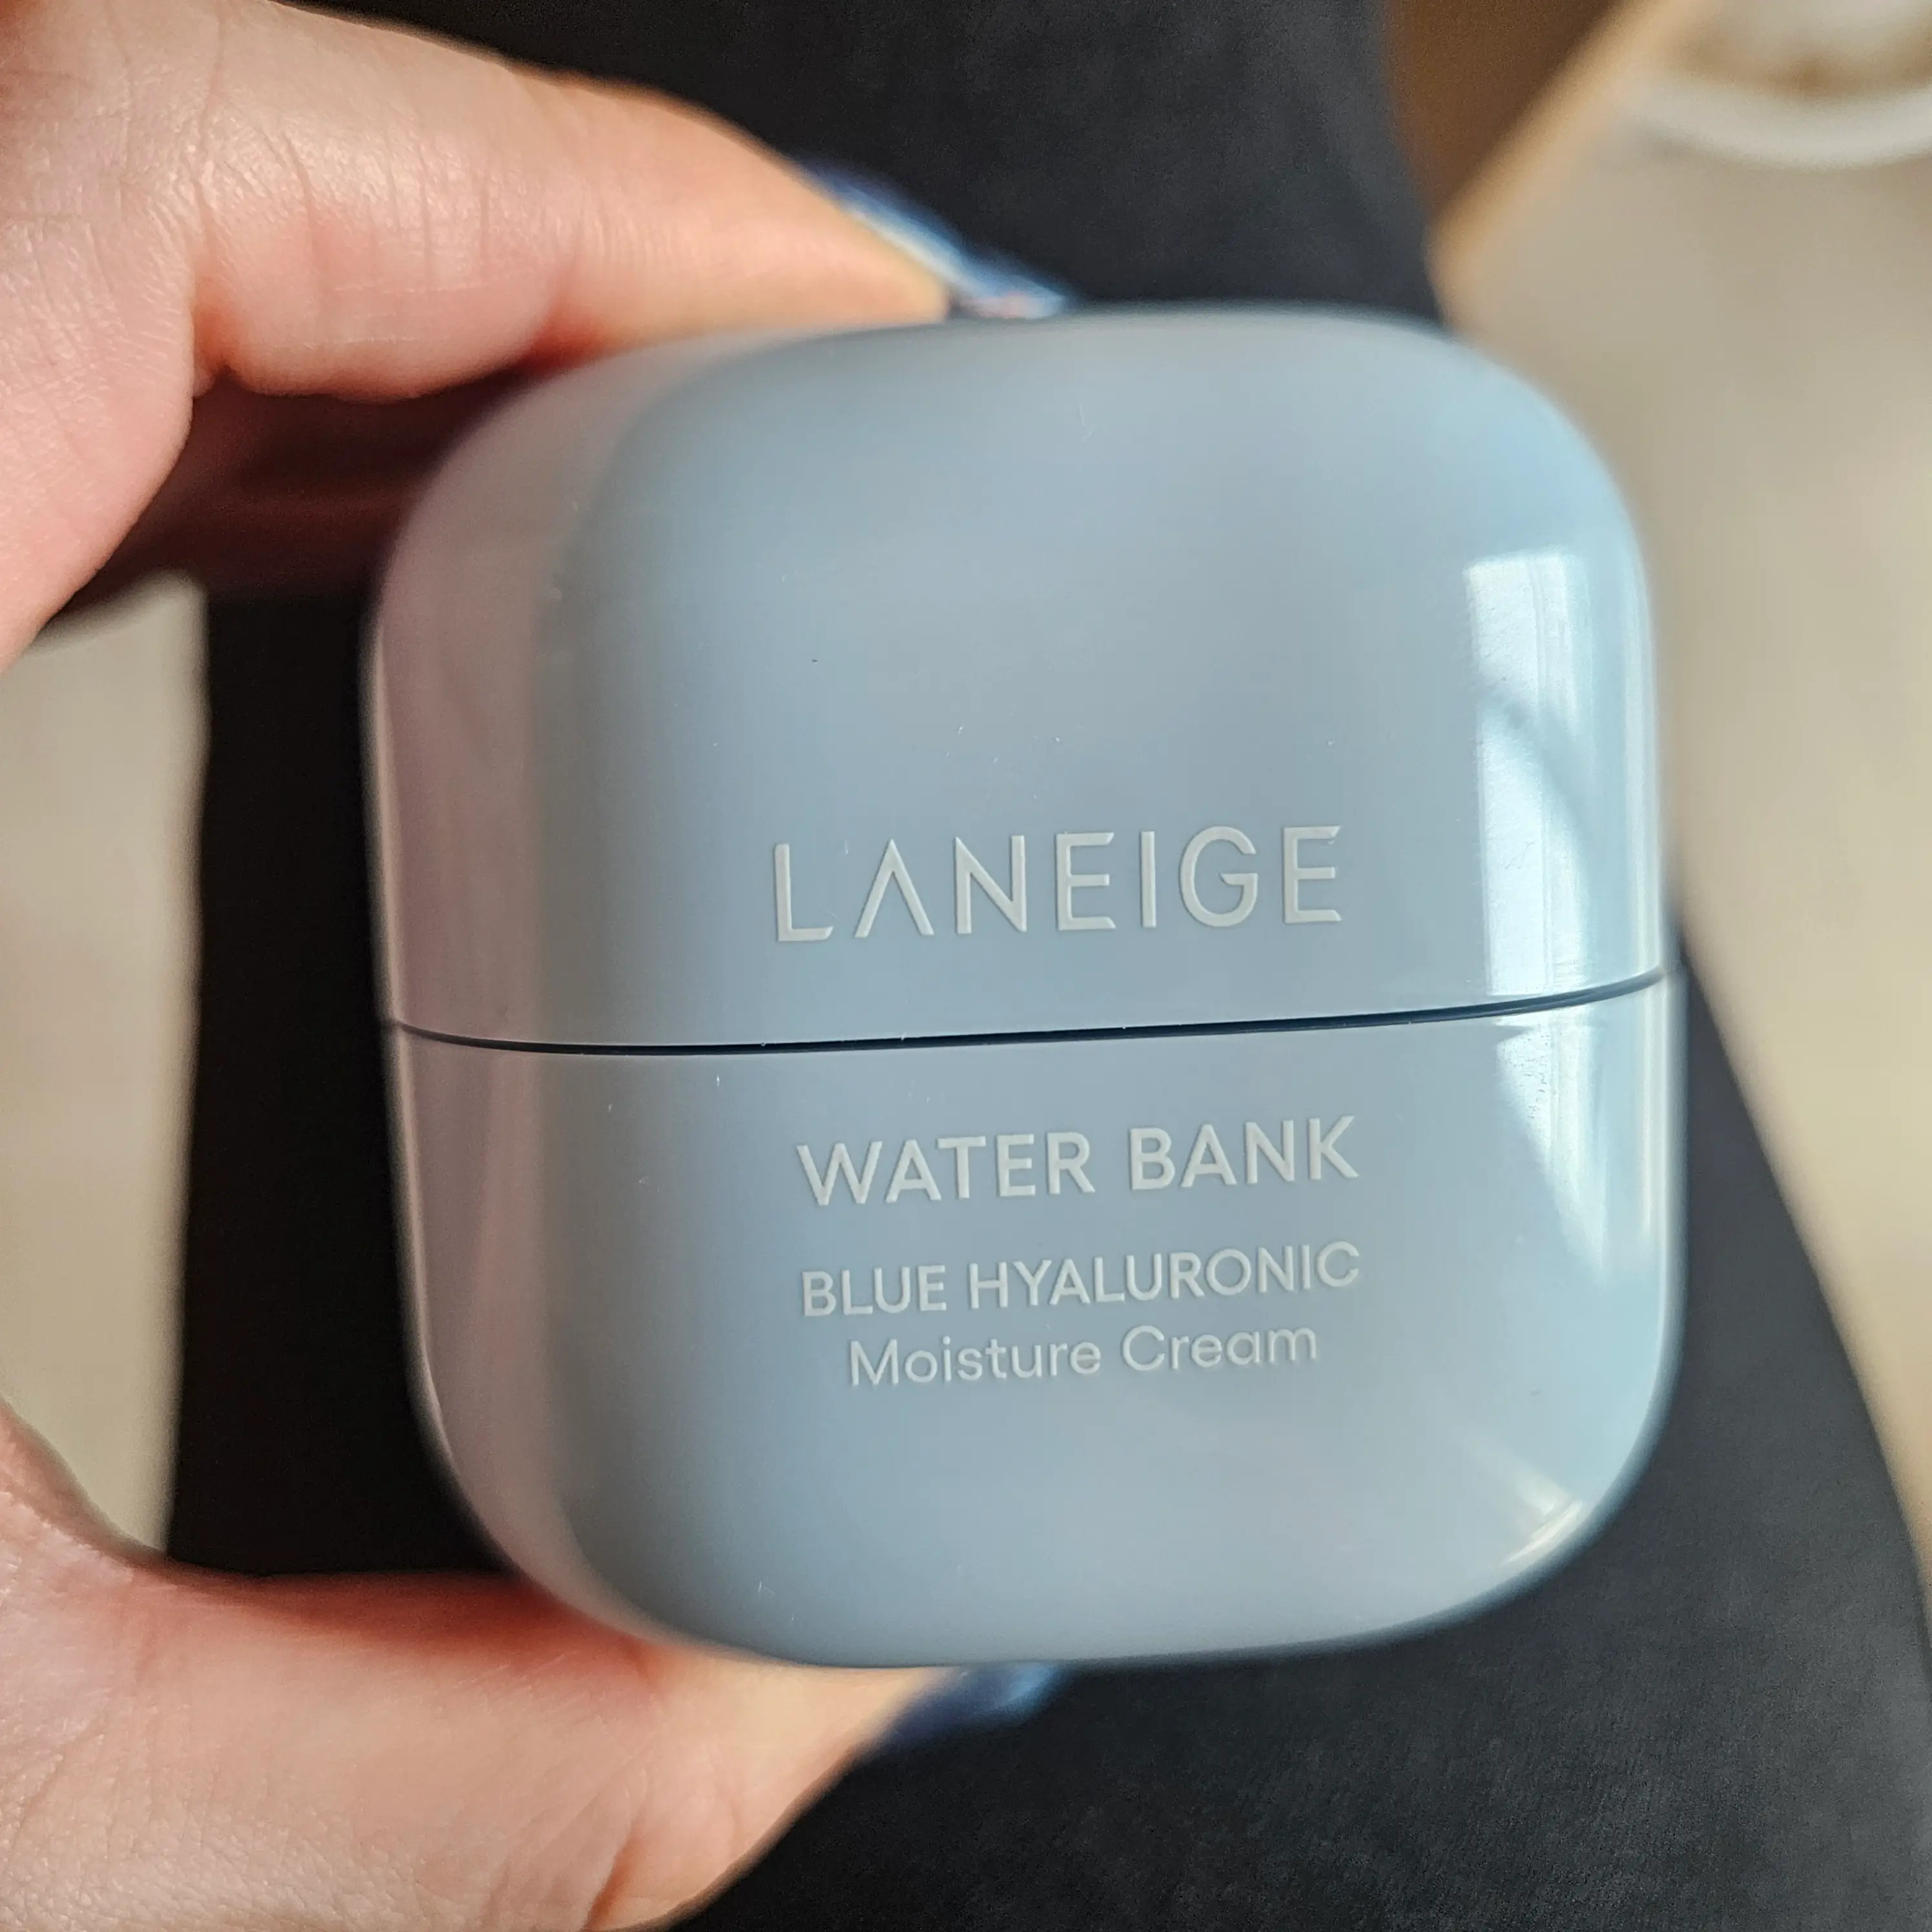 LANEIGE
WATER BANK
BLUE HYALURONIC
Moisture Cream